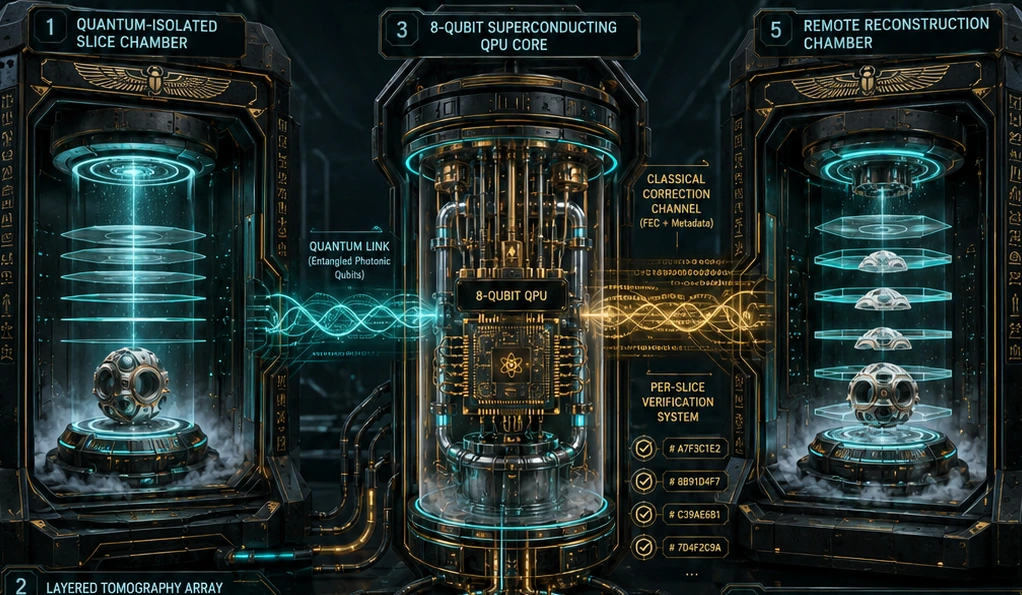 1
QUANTUM-ISOLATED
SLICE CHAMBER
3
8-QUBIT SUPERCONDUCTING
QPU CORE
5
REMOTE RECONSTRUCTION
CHAMBER
QUANTUM LINK
(Entangled Photonic
Qubits)
8-QUBIT QPU
CLASSICAL
CORRECTION
CHANNEL
(FEC + Metadata)
PER-SLICE
VERIFICATION
SYSTEM
# A7F3C1E2
# 8B91D4F7
# C39AE6B1
# 7D4F2C9A
...
2
LAYERED TOMOGRAPHY ARRAY